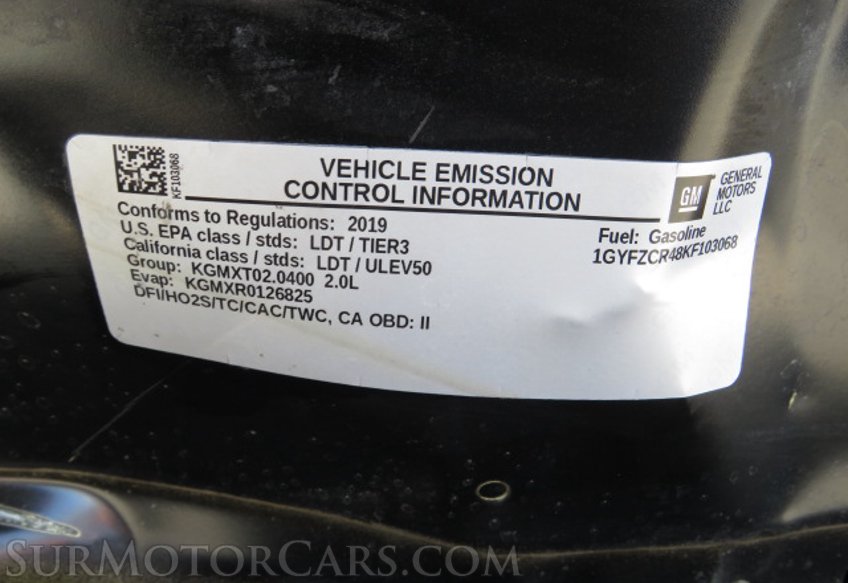 KF103068
VEHICLE EMISSION
CONTROL INFORMATION
GM
GENERAL
MOTORS
LLC
Conforms to Regulations: 2019
U.S. EPA class / stds: LDT / TIER3
California class / stds: LDT / ULEV50
Group: KGMXT02.0400 2.0L
Evap: KGMXR0126825
DFI/HO2S/TC/CAC/TWC, CA OBD: II
Fuel: Gasoline
1GYFZCR48KF103068
SURMOTORCARS.COM